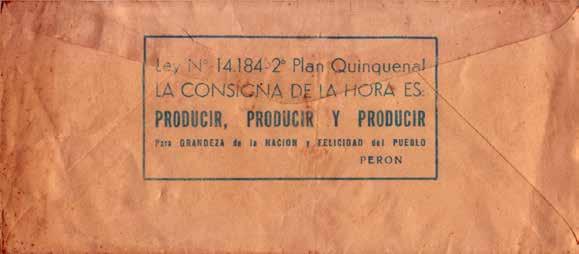 Ley Nº 14.184-2º Plan Quinquenal
LA CONSIGNA DE LA HORA ES:
PRODUCIR, PRODUCIR Y PRODUCIR
Para GRANDEZA de la NACION y FELICIDAD del PUEBLO
PERON